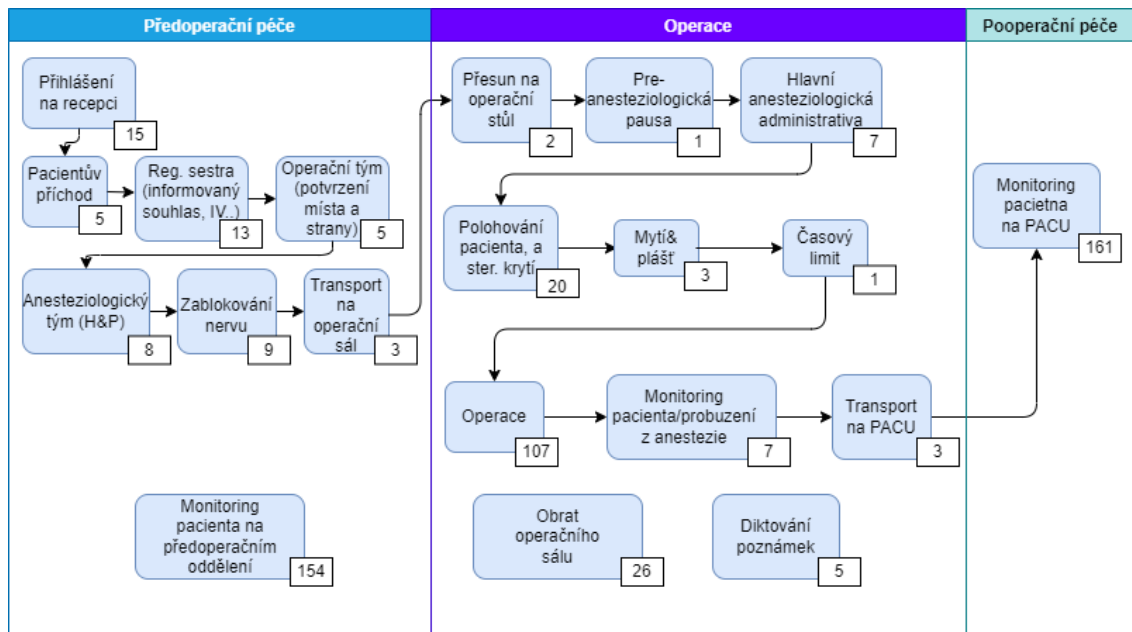 Předoperační péče
Operace
Pooperační péče
Přihlášení
na recepci
15
Pacientův
příchod
5
Reg. sestra
(informovaný
souhlas, IV..)
13
Operační tým
(potvrzení
místa a
strany)
5
Anesteziologický
tým (H&P)
8
Zablokování
nervu
9
Transport
na
operační
sál
3
Monitoring
pacienta na
předoperačním
oddělení
154
Přesun na
operační
stůl
2
Pre-
anesteziologická
pausa
1
Hlavní
anesteziologická
administrativa
7
Polohování
pacienta, a
ster. krytí
20
Mytí&
plášť
3
Časový
limit
1
Operace
107
Monitoring
pacienta/probuzení
z anestezie
7
Transport
na PACU
3
Obrat
operačního
sálu
26
Diktování
poznámek
5
Monitoring
pacietna na
PACU
161